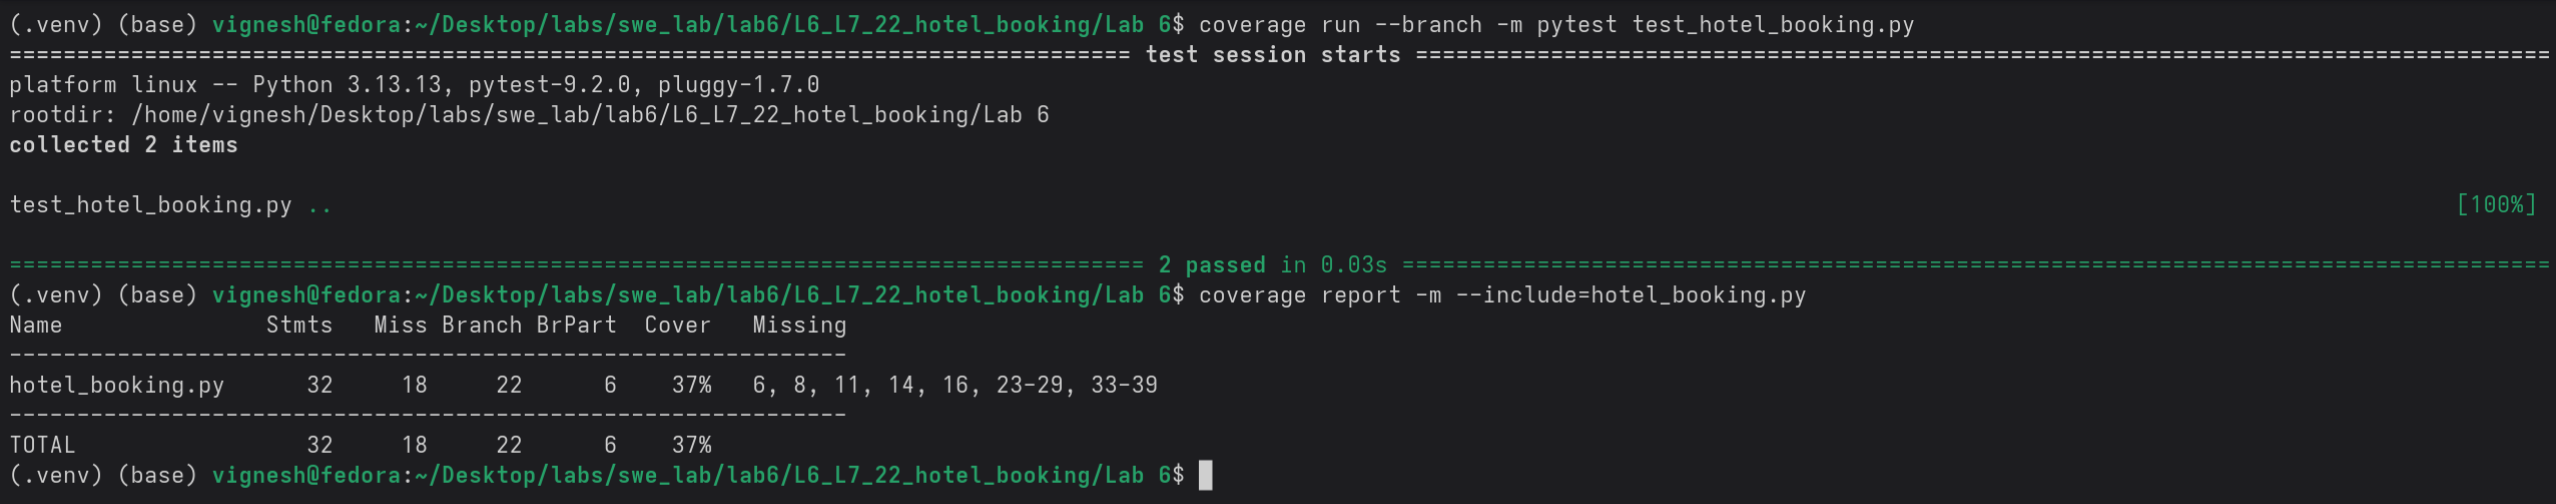 (.venv) (base) vignesh@fedora:~/Desktop/labs/swe_lab/lab6/L6_L7_22_hotel_booking/Lab 6$ coverage run --branch -m pytest test_hotel_booking.py
=================================================================================== test session starts ====================================================================================
platform linux -- Python 3.13.13, pytest-9.2.0, pluggy-1.7.0
rootdir: /home/vignesh/Desktop/labs/swe_lab/lab6/L6_L7_22_hotel_booking/Lab 6
collected 2 items
test_hotel_booking.py .. [100%]
==================================================================================== 2 passed in 0.03s =====================================================================================
(.venv) (base) vignesh@fedora:~/Desktop/labs/swe_lab/lab6/L6_L7_22_hotel_booking/Lab 6$ coverage report -m --include=hotel_booking.py
Name               Stmts   Miss Branch BrPart  Cover   Missing
--------------------------------------------------------------
hotel_booking.py      32     18     22      6    37%   6, 8, 11, 14, 16, 23-29, 33-39
--------------------------------------------------------------
TOTAL                 32     18     22      6    37%
(.venv) (base) vignesh@fedora:~/Desktop/labs/swe_lab/lab6/L6_L7_22_hotel_booking/Lab 6$